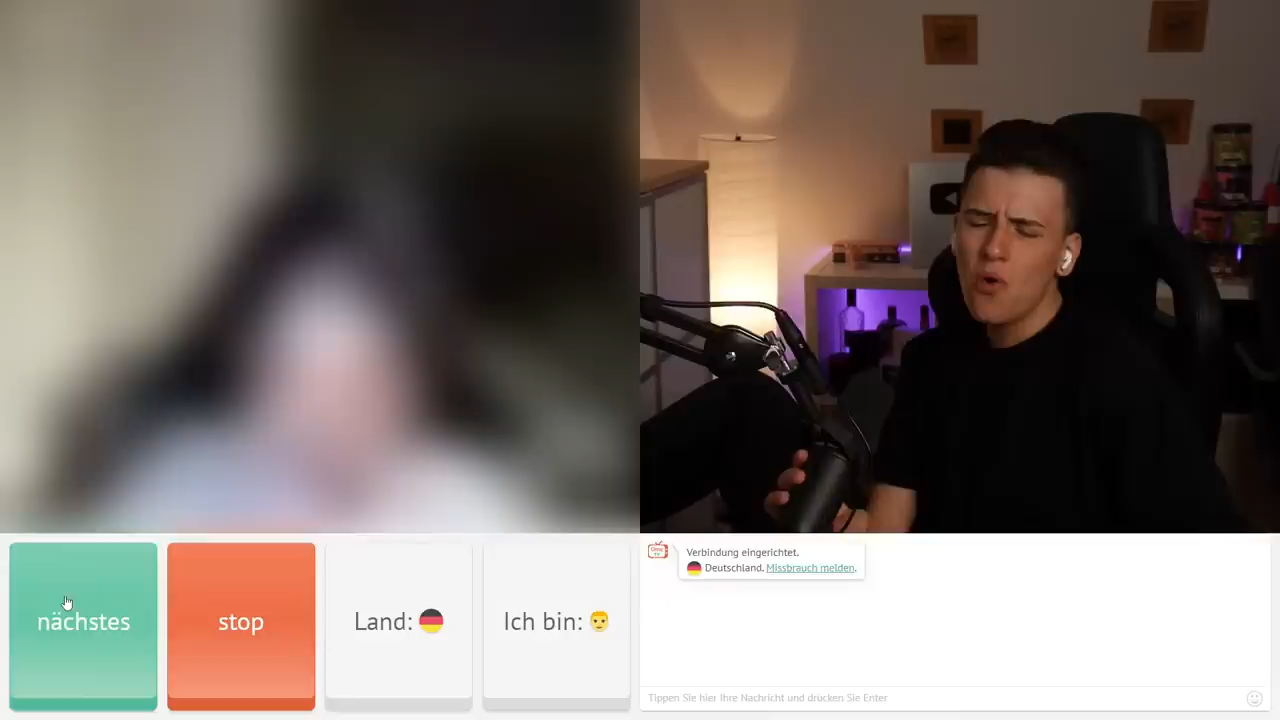 nächstes
stop
Land:
Ich bin:
Verbindung eingerichtet.
Deutschland. Missbrauch melden.
Tippen Sie hier Ihre Nachricht und drücken Sie Enter